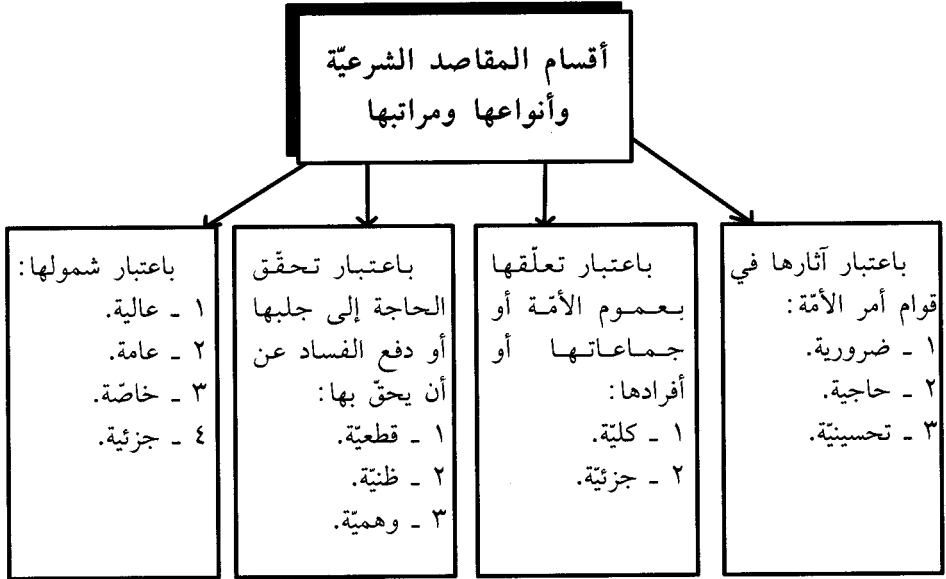 أقسام المقاصد الشرعيّة
وأنواعها ومراتبها
باعتبار آثارها في
قوام أمر الأمّة:
١ ـ ضرورية.
٢ ـ حاجية.
٣ ـ تحسينيّة.
باعتبار تعلّقها
بعموم الأمّة أو
جماعاتها أو
أفرادها:
١ ـ كليّة.
٢ ـ جزئيّة.
باعتبار تحقّق
الحاجة إلى جلبها
أو دفع الفساد عن
أن يحقّ بها:
١ ـ قطعيّة.
٢ ـ ظنيّة.
٣ ـ وهميّة.
باعتبار شمولها:
١ ـ عالية.
٢ ـ عامة.
٣ ـ خاصّة.
٤ ـ جزئية.